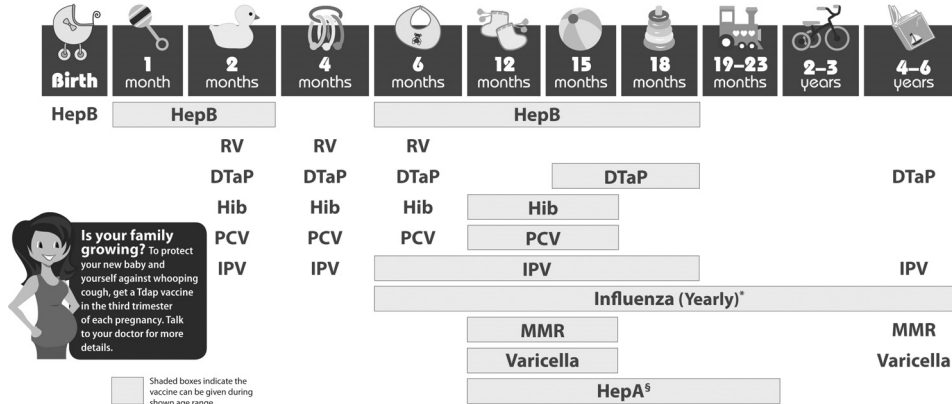 Birth
1 month
2 months
4 months
6 months
12 months
15 months
18 months
19–23 months
2–3 years
4–6 years
HepB HepB HepB
RV RV RV
DTaP DTaP DTaP DTaP DTaP
Hib Hib Hib Hib
PCV PCV PCV PCV
IPV IPV IPV IPV
Influenza (Yearly)*
MMR MMR
Varicella Varicella
HepA§
Is your family
growing? To protect
your new baby and
yourself against whooping
cough, get a Tdap vaccine
in the third trimester
of each pregnancy. Talk
to your doctor for more
details.
Shaded boxes indicate the
vaccine can be given during
shown age range.